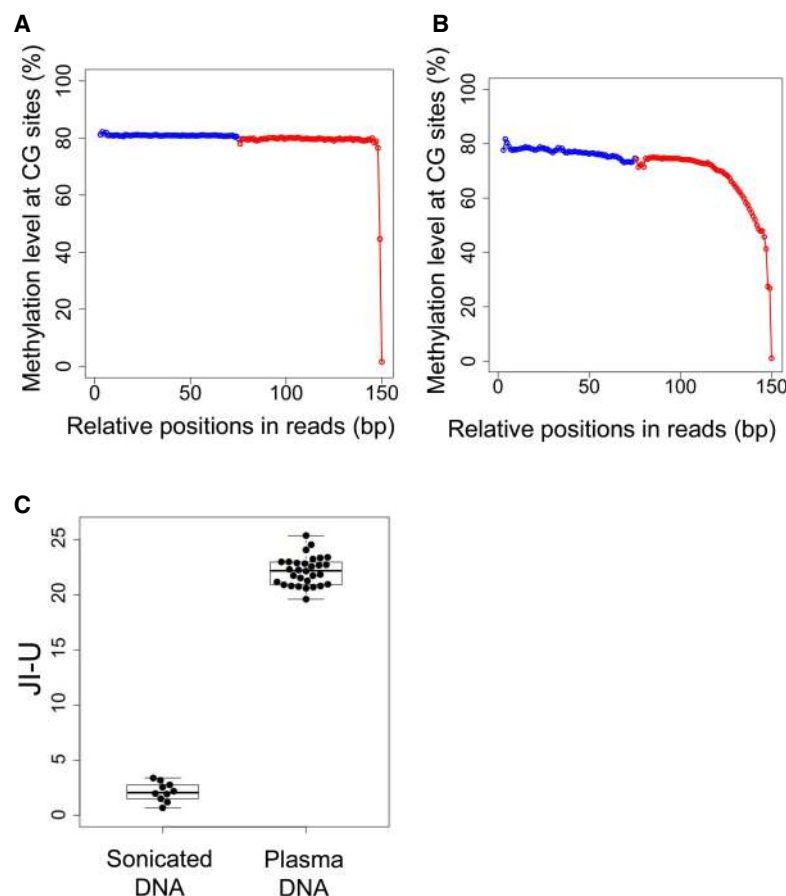 A
Methylation level at CG sites (%)
100
80
60
40
20
0
0 50 100 150
Relative positions in reads (bp)
B
Methylation level at CG sites (%)
100
80
60
40
20
0
0 50 100 150
Relative positions in reads (bp)
C
JI-U
25
20
15
10
5
0
Sonicated
DNA
Plasma
DNA